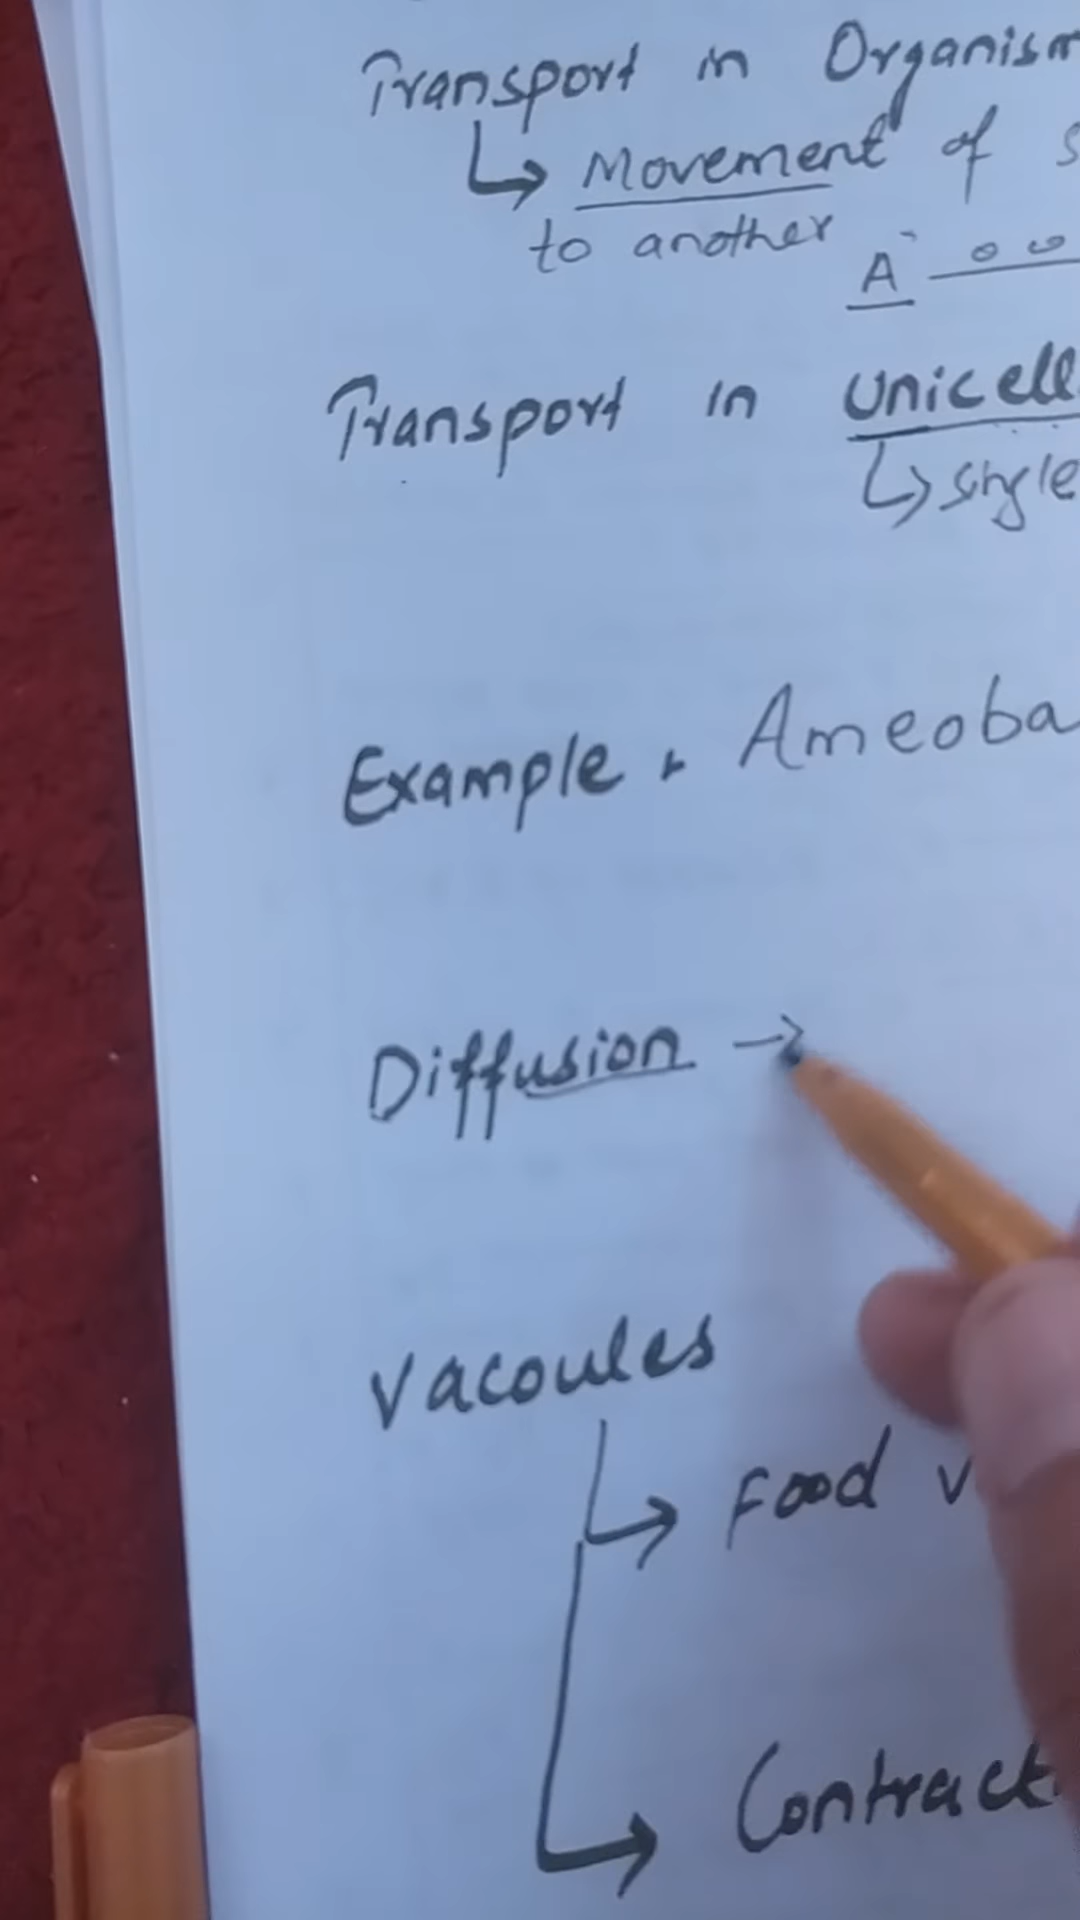 Transport in Organism
↳ Movement of s
to another
A
Transport in unicell
↳ single
Example . Ameoba
Diffusion →
Vacoules
↳ Food v
↳ Contract